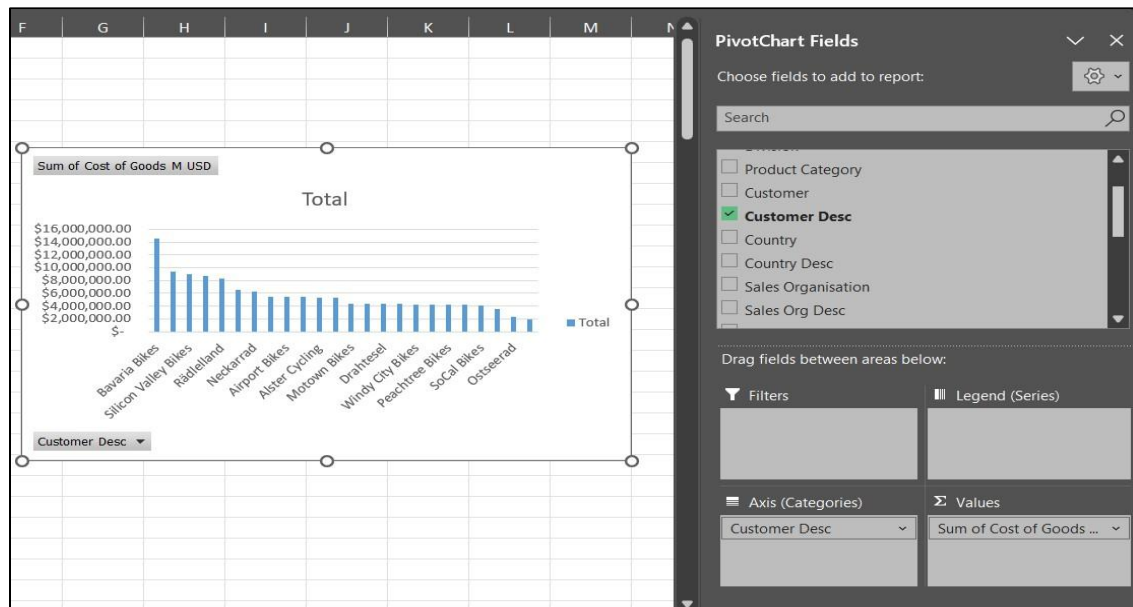 F G H I J K L M N
Sum of Cost of Goods M USD
Total
$16,000,000.00
$14,000,000.00
$12,000,000.00
$10,000,000.00
$8,000,000.00
$6,000,000.00
$4,000,000.00
$2,000,000.00
$-
Bavaria Bikes
Silicon Valley Bikes
Rädlelland
Neckarrad
Airport Bikes
Alster Cycling
Motown Bikes
Drahtesel
Windy City Bikes
Peachtree Bikes
SoCal Bikes
Ostseerad
Total
Customer Desc
PivotChart Fields
Choose fields to add to report:
Search
Product Category
Customer
Customer Desc
Country
Country Desc
Sales Organisation
Sales Org Desc
Drag fields between areas below:
Filters
Legend (Series)
Axis (Categories)
Customer Desc
Σ Values
Sum of Cost of Goods ...